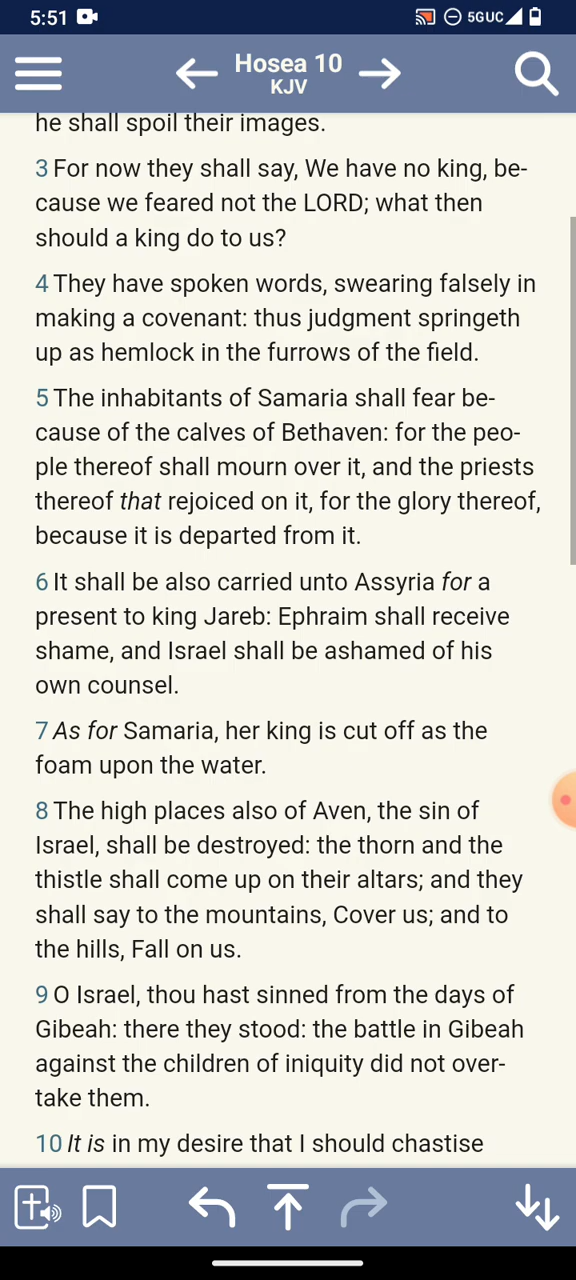 5:51
5GUC
Hosea 10
KJV
he shall spoil their images.
3 For now they shall say, We have no king, be-
cause we feared not the LORD; what then
should a king do to us?
4 They have spoken words, swearing falsely in
making a covenant: thus judgment springeth
up as hemlock in the furrows of the field.
5 The inhabitants of Samaria shall fear be-
cause of the calves of Bethaven: for the peo-
ple thereof shall mourn over it, and the priests
thereof that rejoiced on it, for the glory thereof,
because it is departed from it.
6 It shall be also carried unto Assyria for a
present to king Jareb: Ephraim shall receive
shame, and Israel shall be ashamed of his
own counsel.
7 As for Samaria, her king is cut off as the
foam upon the water.
8 The high places also of Aven, the sin of
Israel, shall be destroyed: the thorn and the
thistle shall come up on their altars; and they
shall say to the mountains, Cover us; and to
the hills, Fall on us.
9 O Israel, thou hast sinned from the days of
Gibeah: there they stood: the battle in Gibeah
against the children of iniquity did not over-
take them.
10 It is in my desire that I should chastise